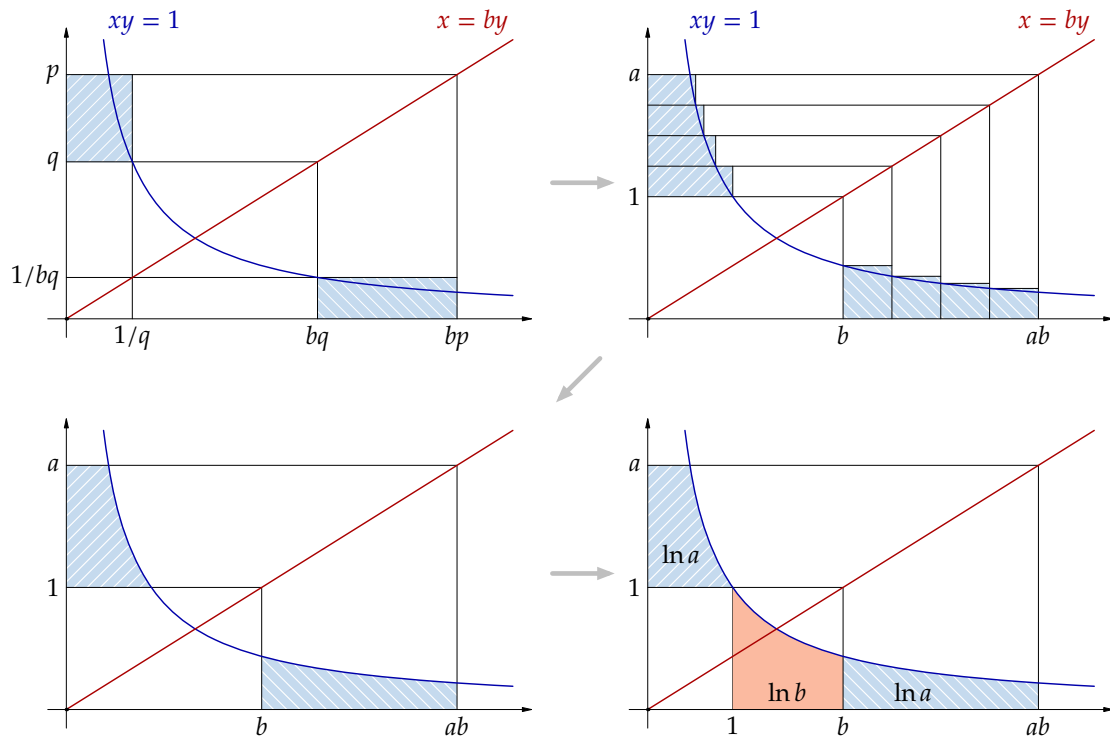 xy = 1
x = by
p
q
1/bq
1/q
bq
bp
xy = 1
x = by
a
1
b
ab
a
1
b
ab
a
ln a
1
ln b
ln a
1
b
ab